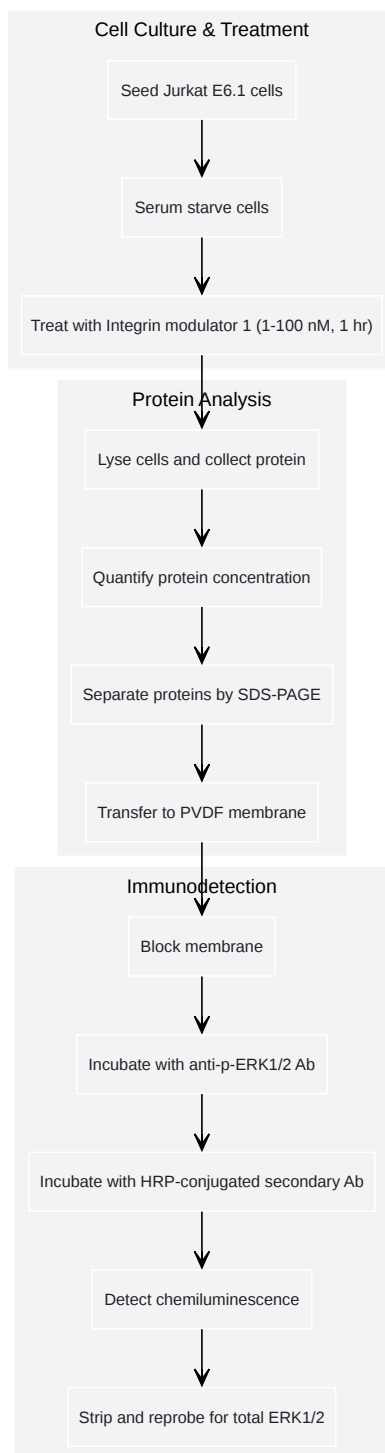 Cell Culture & Treatment
Seed Jurkat E6.1 cells
Serum starve cells
Treat with Integrin modulator 1 (1-100 nM, 1 hr)
Protein Analysis
Lyse cells and collect protein
Quantify protein concentration
Separate proteins by SDS-PAGE
Transfer to PVDF membrane
Immunodetection
Block membrane
Incubate with anti-p-ERK1/2 Ab
Incubate with HRP-conjugated secondary Ab
Detect chemiluminescence
Strip and reprobe for total ERK1/2